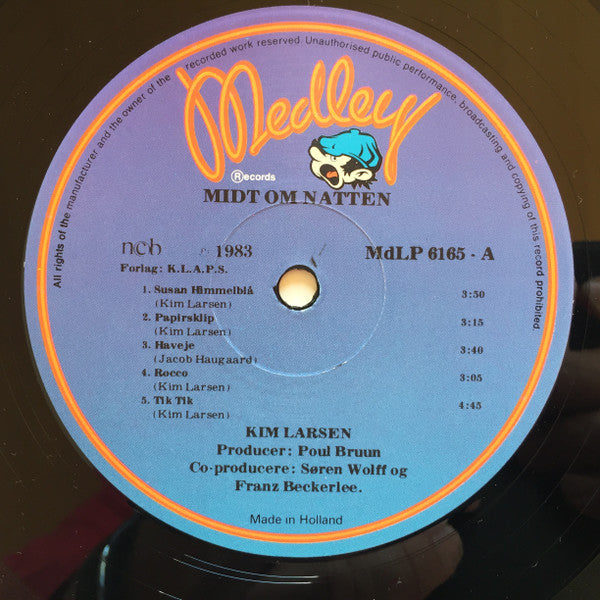 All rights of the manufacturer and the owner of the recorded work reserved. Unauthorised public performance, broadcasting and copying of this record prohibited.
Medley
®ecords
MIDT OM NATTEN
ncb 1983 MdLP 6165 - A
Forlag: K.L.A.P.S.
1. Susan Himmelblå 3:50
(Kim Larsen)
2. Papirsklip 3:15
(Kim Larsen)
3. Haveje 3:40
(Jacob Haugaard)
4. Rocco 3:05
(Kim Larsen)
5. Tik Tik 4:45
(Kim Larsen)
KIM LARSEN
Producer: Poul Bruun
Co-producere: Søren Wolff og
Franz Beckerlee.
Made in Holland